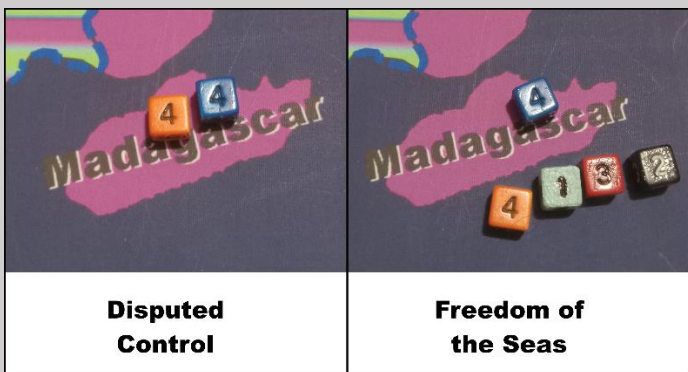 4 4
Madagascar
4
Madagascar
4 1 3 2
Disputed
Control
Freedom of
the Seas